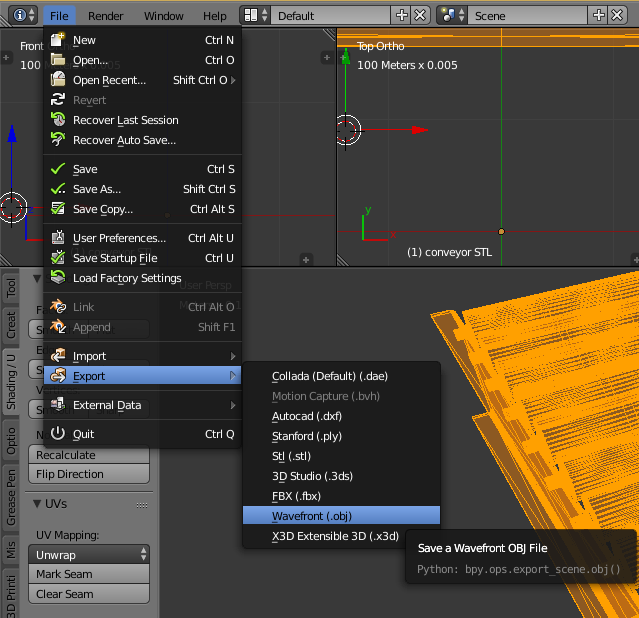 File Render Window Help Default Scene
Front
100
Top Ortho
100 Meters x 0.005
New Ctrl N
Open... Ctrl O
Open Recent... Shift Ctrl O
Revert
Recover Last Session
Recover Auto Save...
Save Ctrl S
Save As... Shift Ctrl S
Save Copy... Ctrl Alt S
User Preferences... Ctrl Alt U
Save Startup File Ctrl U
Load Factory Settings
Link Ctrl Alt O
Append Shift F1
Import
Export
External Data
Quit Ctrl Q
z
y
x
(1) conveyor STL
(1) conveyor STL
User Persp
Collada (Default) (.dae)
Motion Capture (.bvh)
Autocad (.dxf)
Stanford (.ply)
Stl (.stl)
3D Studio (.3ds)
FBX (.fbx)
Wavefront (.obj)
X3D Extensible 3D (.x3d)
Save a Wavefront OBJ File
Python: bpy.ops.export_scene.obj()
Tool
Creat
Shading / U
Optio
Grease Pen
Mis
3D Printi
Recalculate
Flip Direction
UVs
UV Mapping:
Unwrap
Mark Seam
Clear Seam